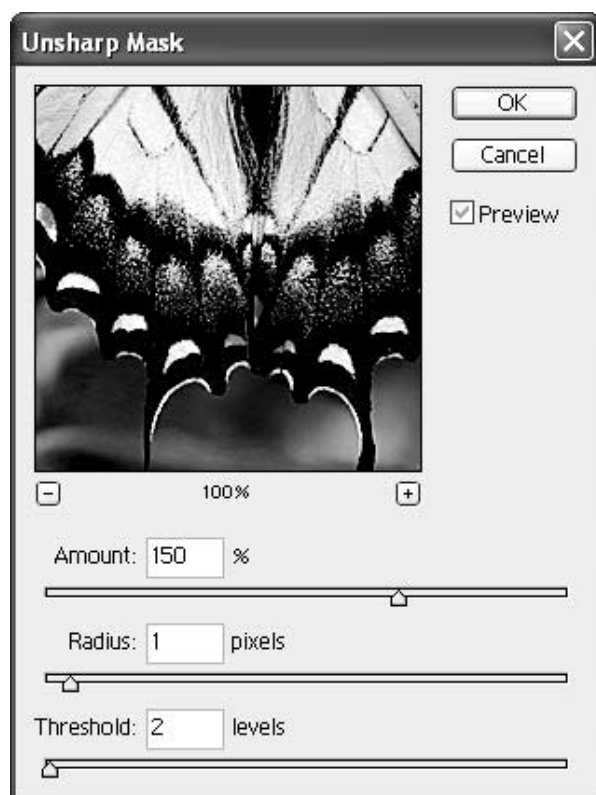 Unsharp Mask
OK
Cancel
Preview
100%
Amount: 150 %
Radius: 1 pixels
Threshold: 2 levels